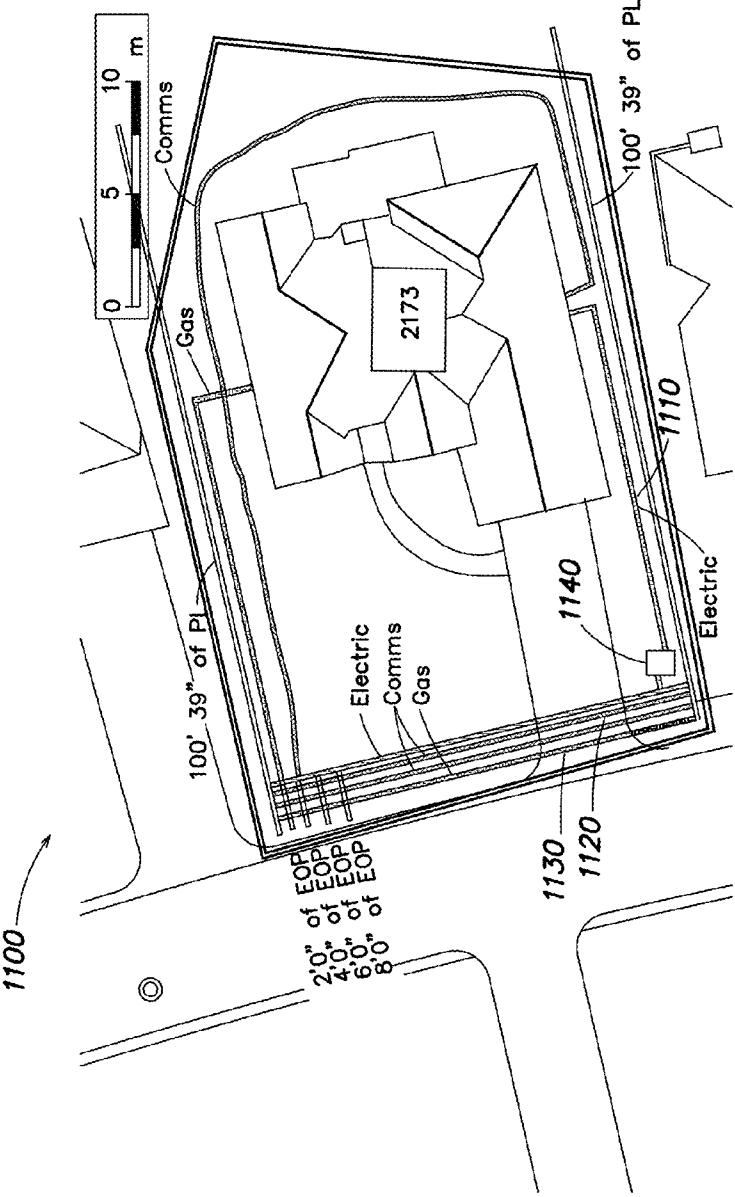 1100
0 5 10 m
Comms
Gas
100' 39" of PL
2173
100' 39" of PL
2'0" of EOP
4'0" of EOP
6'0" of EOP
8'0" of EOP
Electric
Comms
Gas
1140
1110
Electric
1130
1120